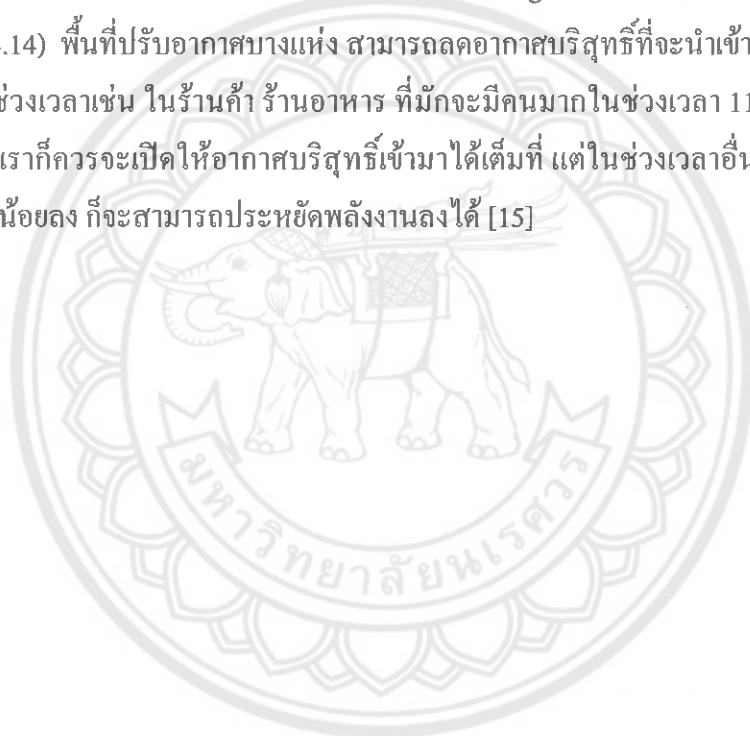 .14) พื้นที่ปรับอากาศบางแห่ง สามารถลดอากาศบริสุทธิ์ที่จะนำเข้า
ช่วงเวลาเช่น ในร้านค้า ร้านอาหาร ที่มักจะมีคนมากในช่วงเวลา 11
เราก็ควรจะเปิดให้อากาศบริสุทธิ์เข้ามาได้เต็มที่ แต่ในช่วงเวลาอื่น
น้อยลง ก็จะสามารถประหยัดพลังงานลงได้ [15]
มหาวิทยาลัยนเรศวร